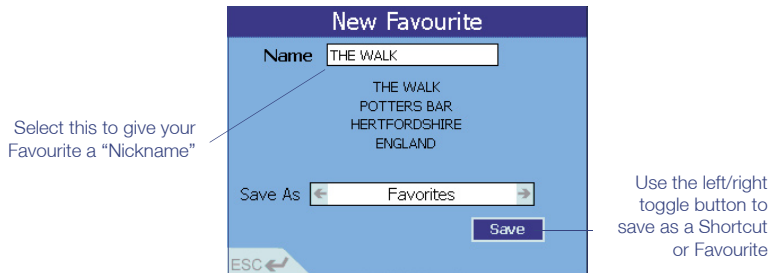 New Favourite
Name THE WALK
THE WALK
POTTERS BAR
HERTFORDSHIRE
ENGLAND
Select this to give your
Favourite a “Nickname”
Save As Favorites
Save
Use the left/right
toggle button to
save as a Shortcut
or Favourite
ESC